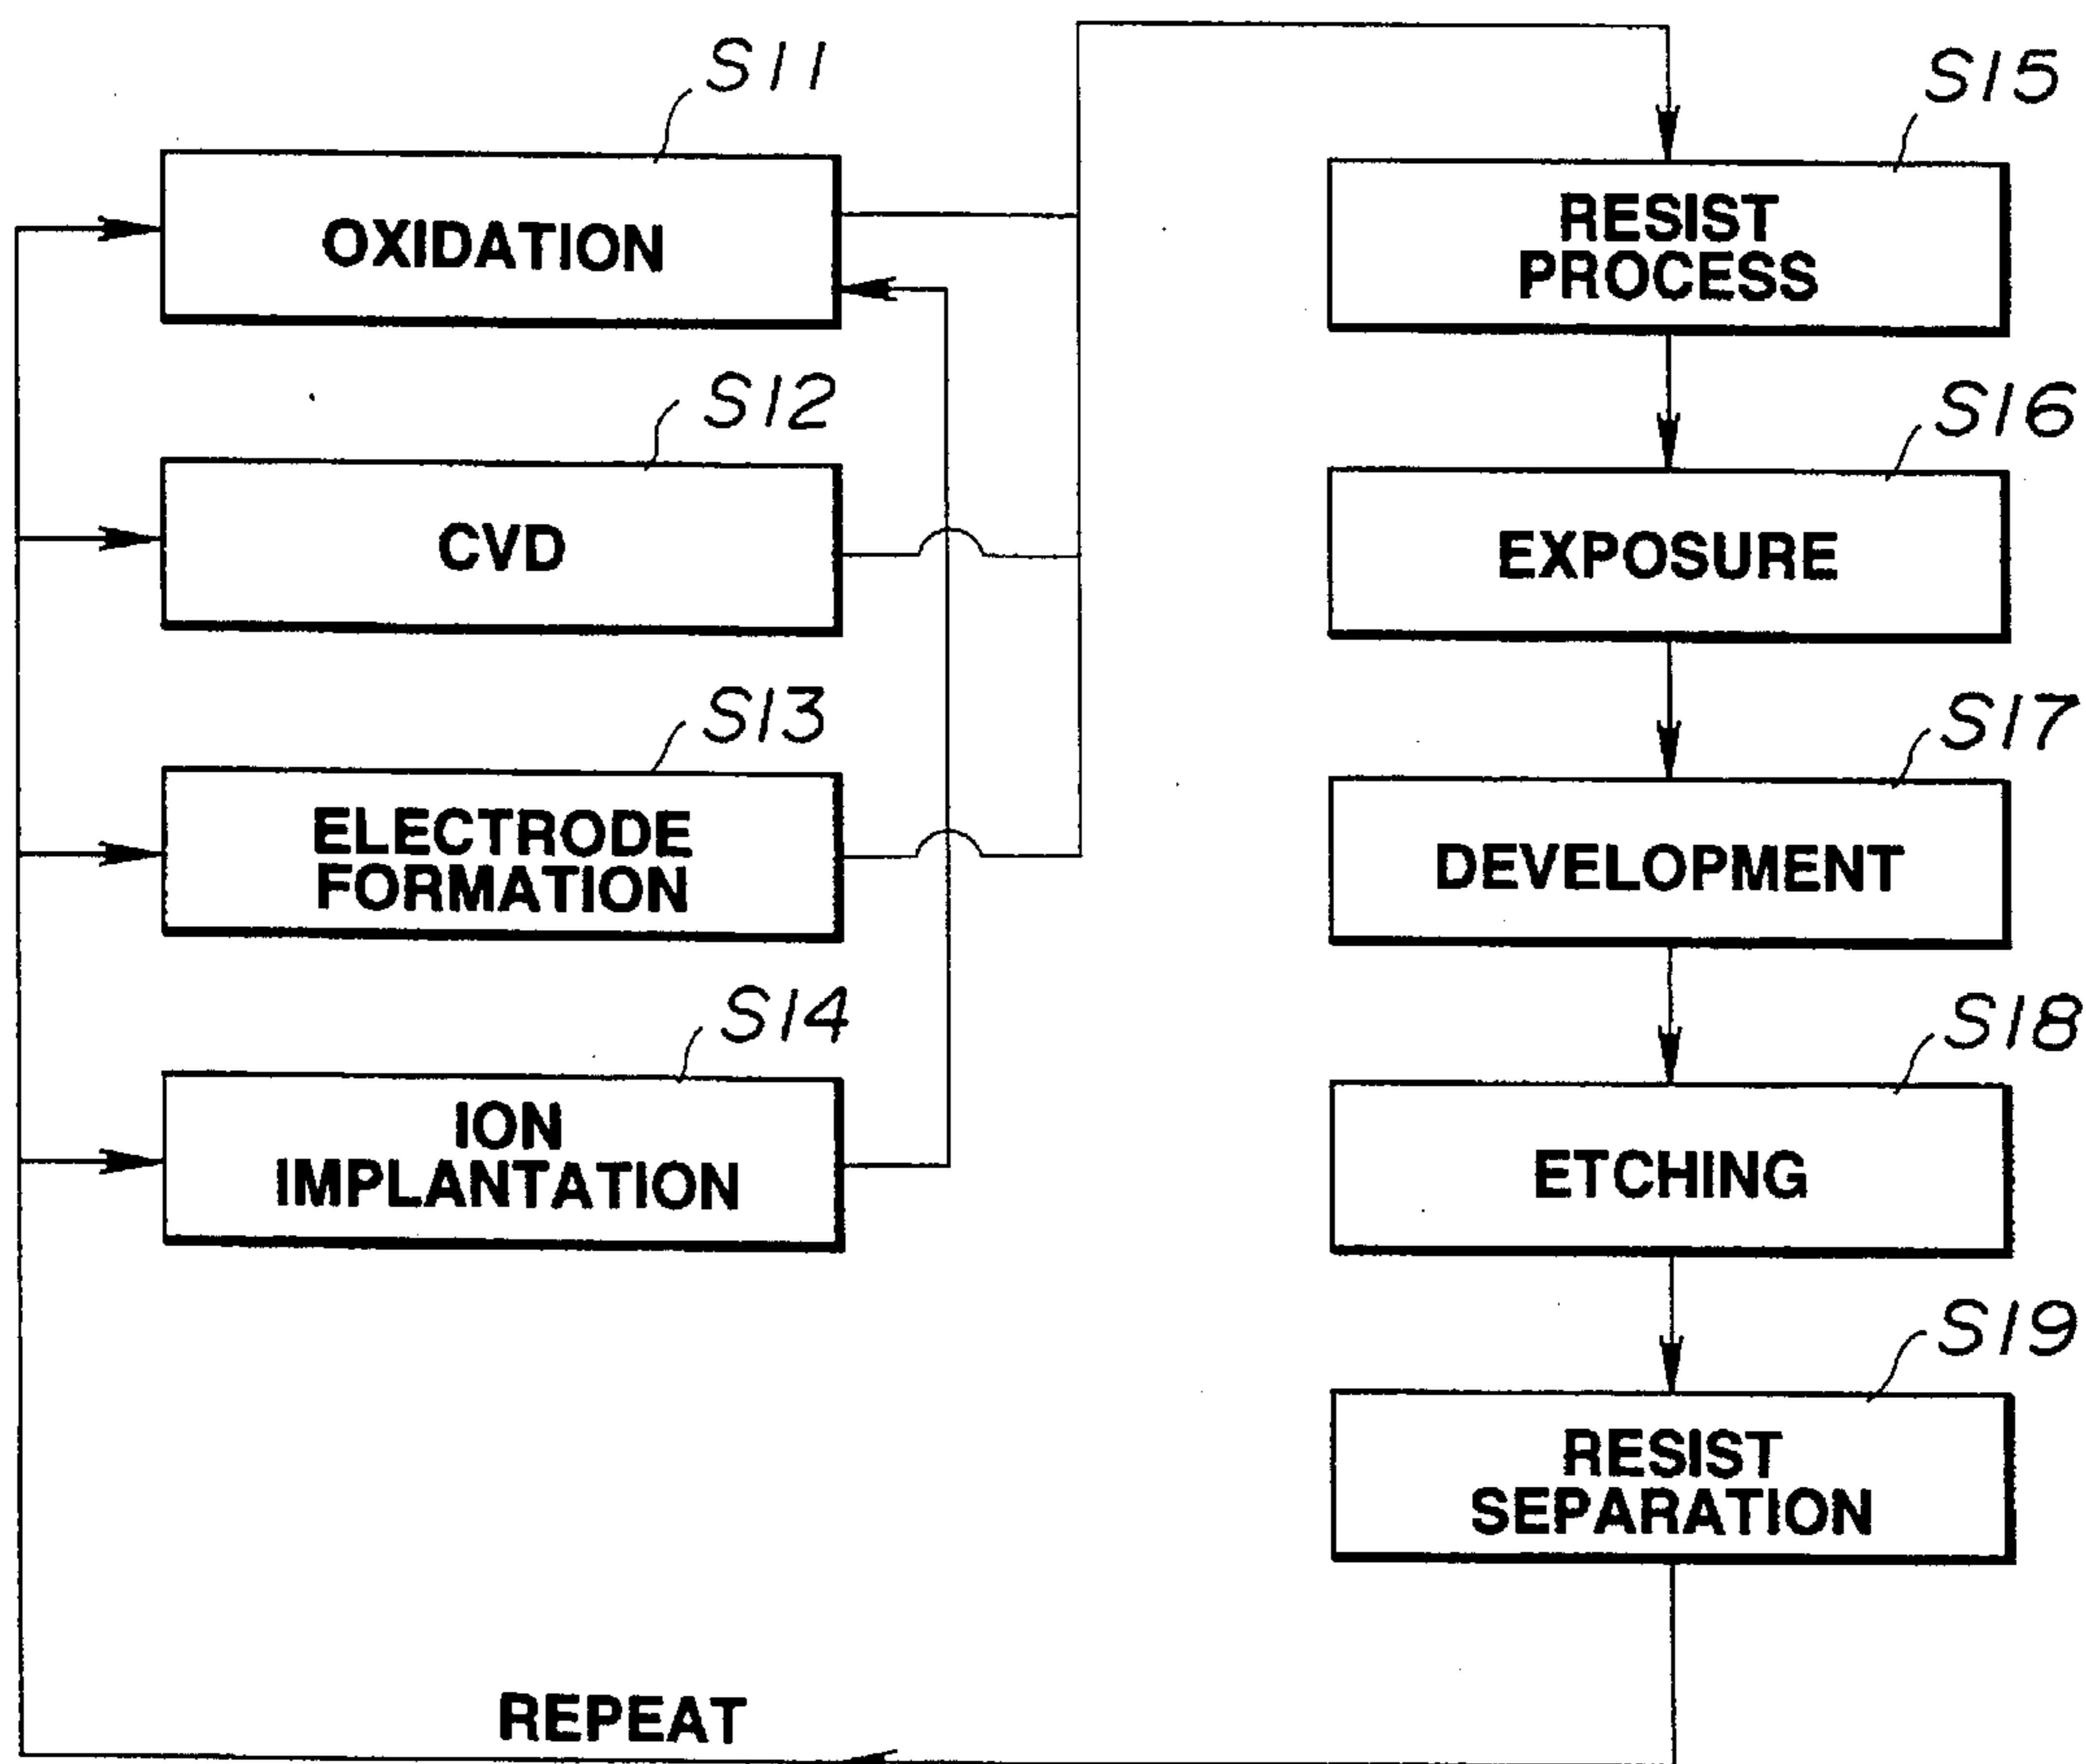 S11
OXIDATION
S12
CVD
S13
ELECTRODE
FORMATION
S14
ION
IMPLANTATION
S15
RESIST
PROCESS
S16
EXPOSURE
S17
DEVELOPMENT
S18
ETCHING
S19
RESIST
SEPARATION
REPEAT